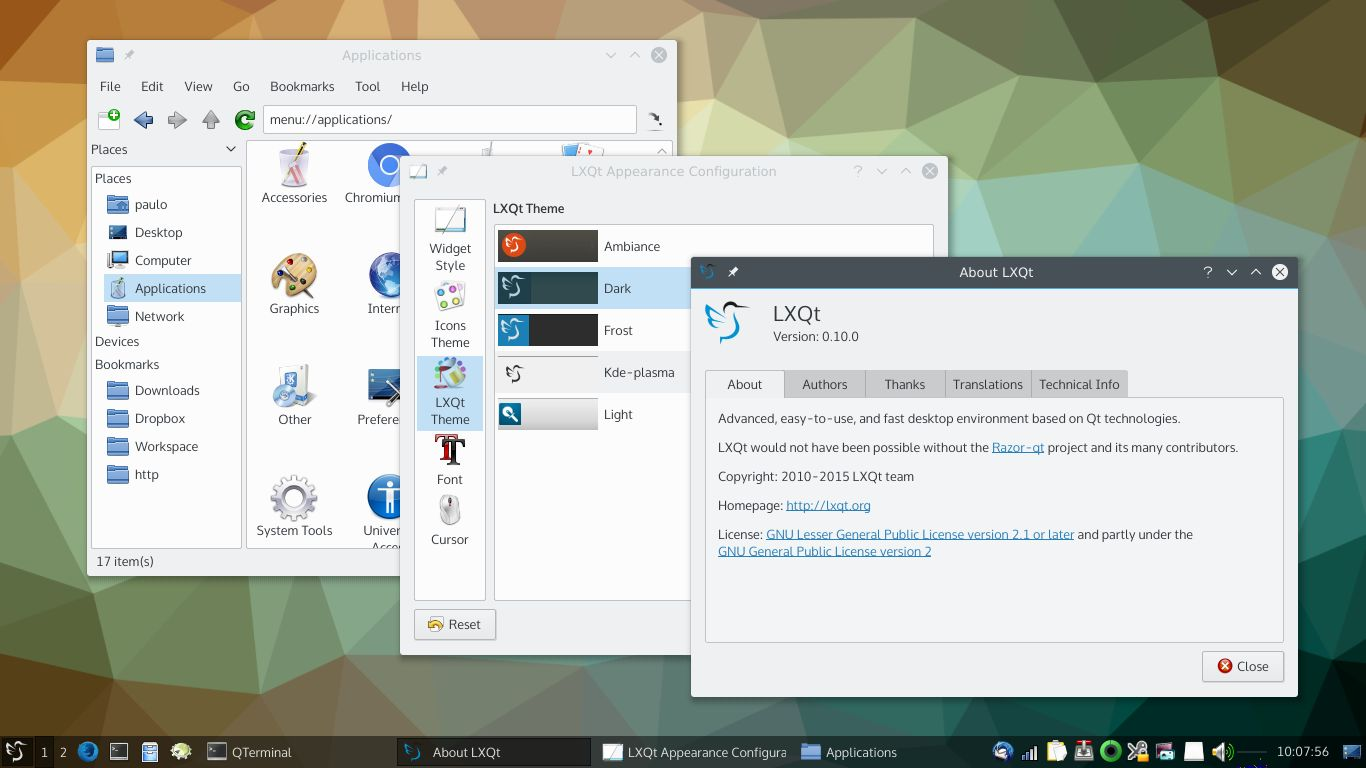 Applications
File Edit View Go Bookmarks Tool Help
menu://applications/
Places
Places
paulo
Desktop
Computer
Applications
Network
Devices
Bookmarks
Downloads
Dropbox
Workspace
http
Accessories
Graphics
Other
Prefere
System Tools
Univer
17 item(s)
LXQt Appearance Configuration
Widget
Style
Icons
Theme
LXQt
Theme
Font
Cursor
LXQt Theme
Ambiance
Dark
Frost
Kde-plasma
Light
Reset
About LXQt
LXQt
Version: 0.10.0
About Authors Thanks Translations Technical Info
Advanced, easy-to-use, and fast desktop environment based on Qt technologies.
LXQt would not have been possible without the Razor-qt project and its many contributors.
Copyright: 2010-2015 LXQt team
Homepage: http://lxqt.org
License: GNU Lesser General Public License version 2.1 or later and partly under the
GNU General Public License version 2
Close
1 2 QTerminal About LXQt LXQt Appearance Configura Applications 10:07:56